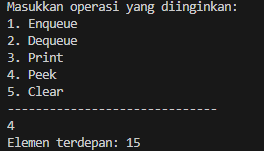 Masukkan operasi yang diinginkan:
1. Enqueue
2. Dequeue
3. Print
4. Peek
5. Clear
------------------------------
4
Elemen terdepan: 15